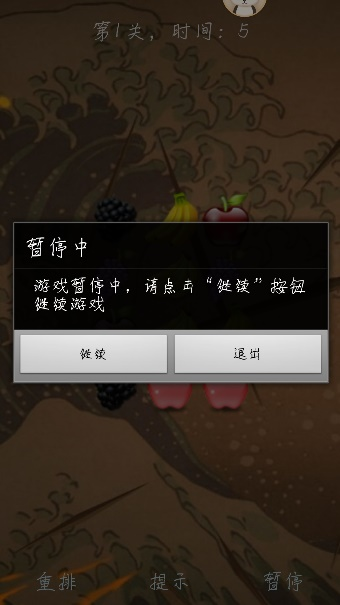 第1关，时间：5
暂停中
游戏暂停中，请点击“继续”按钮
继续游戏
继续
退出
重排
提示
暂停